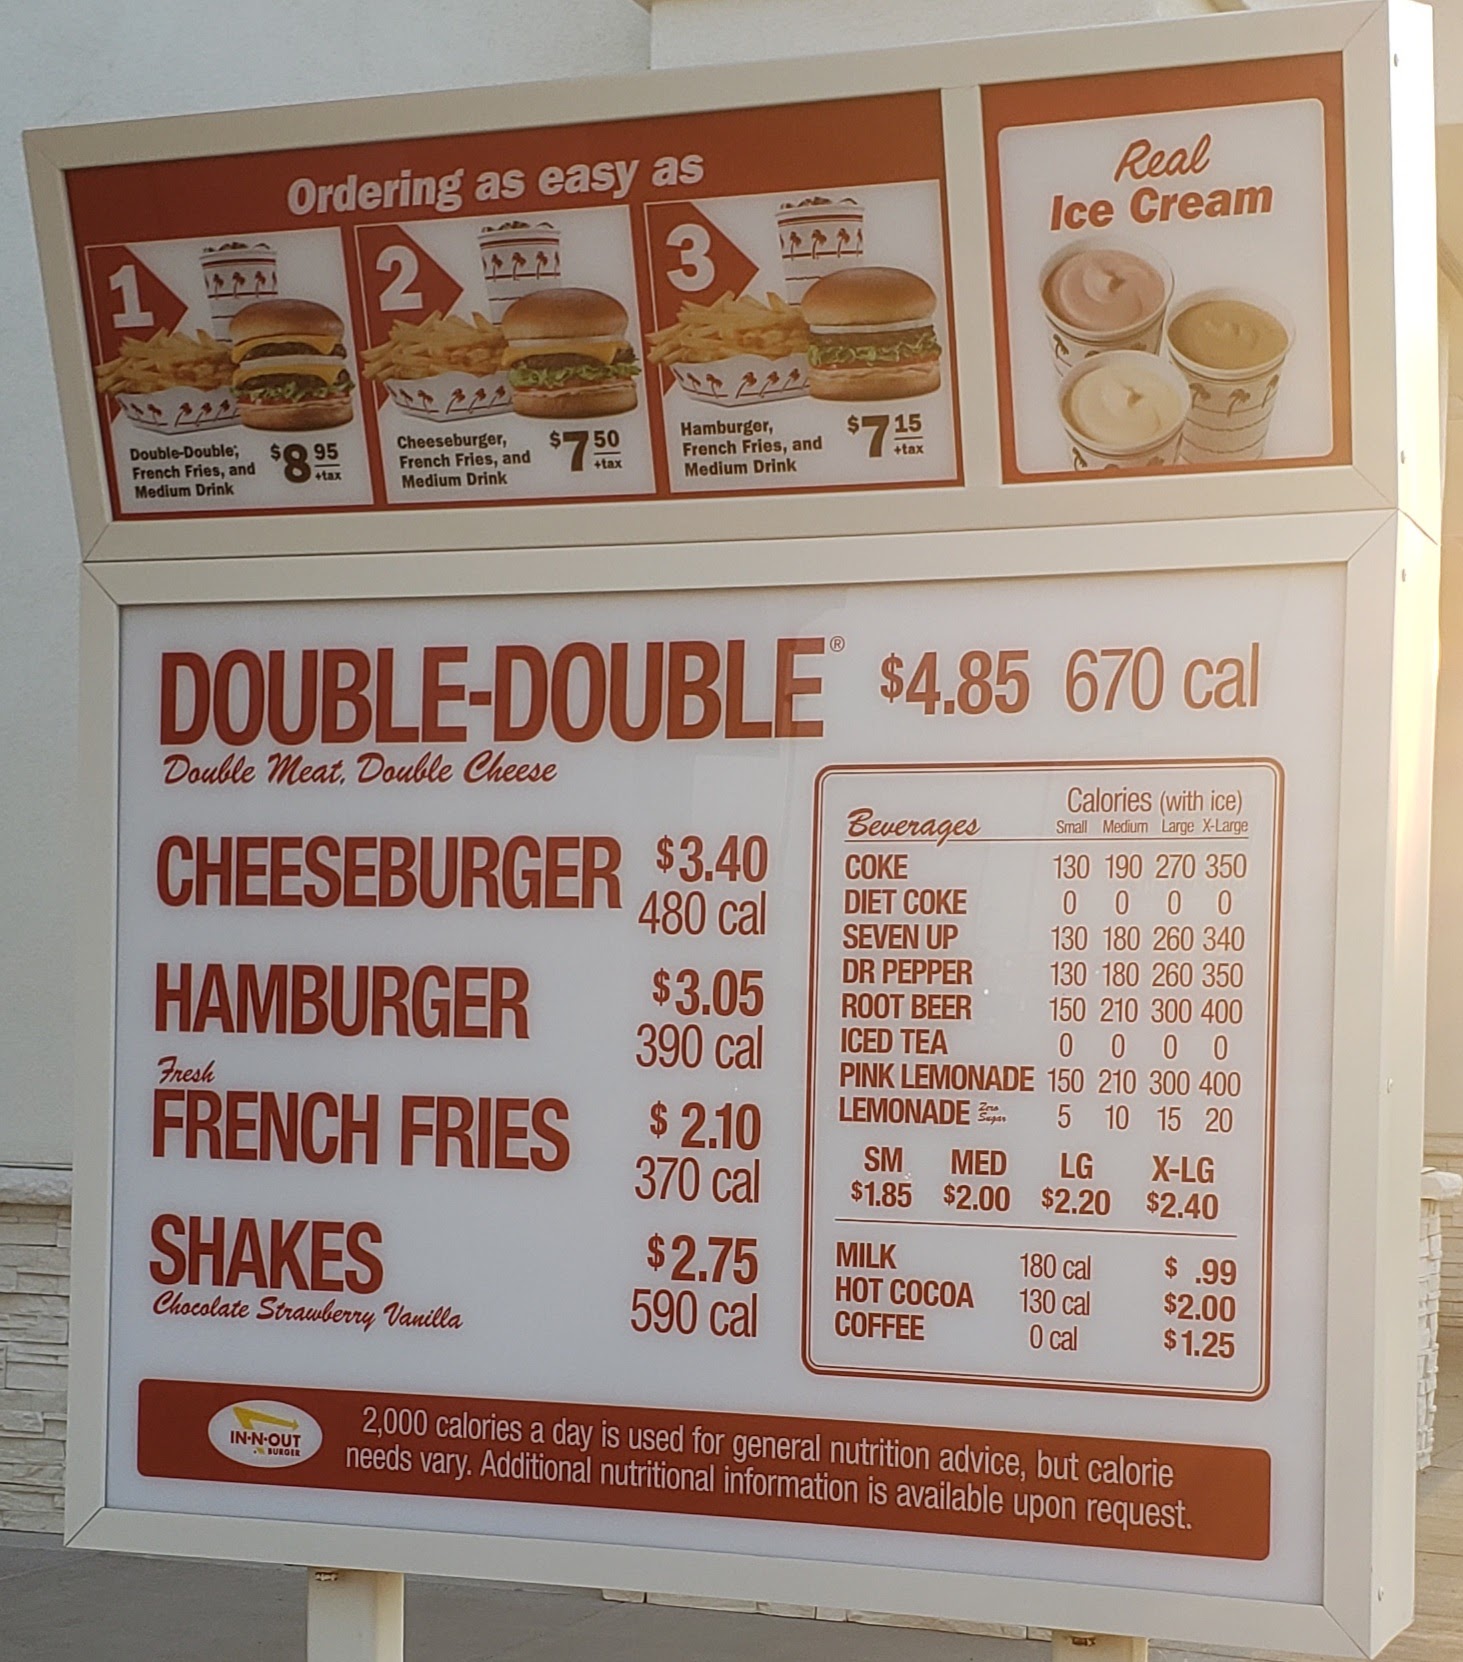 Ordering as easy as
1
Double-Double®,
French Fries, and
Medium Drink
$8 95
+tax
2
Cheeseburger,
French Fries, and
Medium Drink
$7 50
+tax
3
Hamburger,
French Fries, and
Medium Drink
$7 15
+tax
Real
Ice Cream
DOUBLE-DOUBLE® $4.85 670 cal
Double Meat, Double Cheese
CHEESEBURGER $3.40
480 cal
HAMBURGER $3.05
390 cal
Fresh
FRENCH FRIES $2.10
370 cal
SHAKES $2.75
590 cal
Chocolate Strawberry Vanilla
Calories (with ice)
Beverages Small Medium Large X-Large
COKE 130 190 270 350
DIET COKE 0 0 0 0
SEVEN UP 130 180 260 340
DR PEPPER 130 180 260 350
ROOT BEER 150 210 300 400
ICED TEA 0 0 0 0
PINK LEMONADE 150 210 300 400
LEMONADE Zero Sugar 5 10 15 20
SM MED LG X-LG
$1.85 $2.00 $2.20 $2.40
MILK 180 cal $ .99
HOT COCOA 130 cal $2.00
COFFEE 0 cal $1.25
IN-N-OUT
BURGER
2,000 calories a day is used for general nutrition advice, but calorie
needs vary. Additional nutritional information is available upon request.